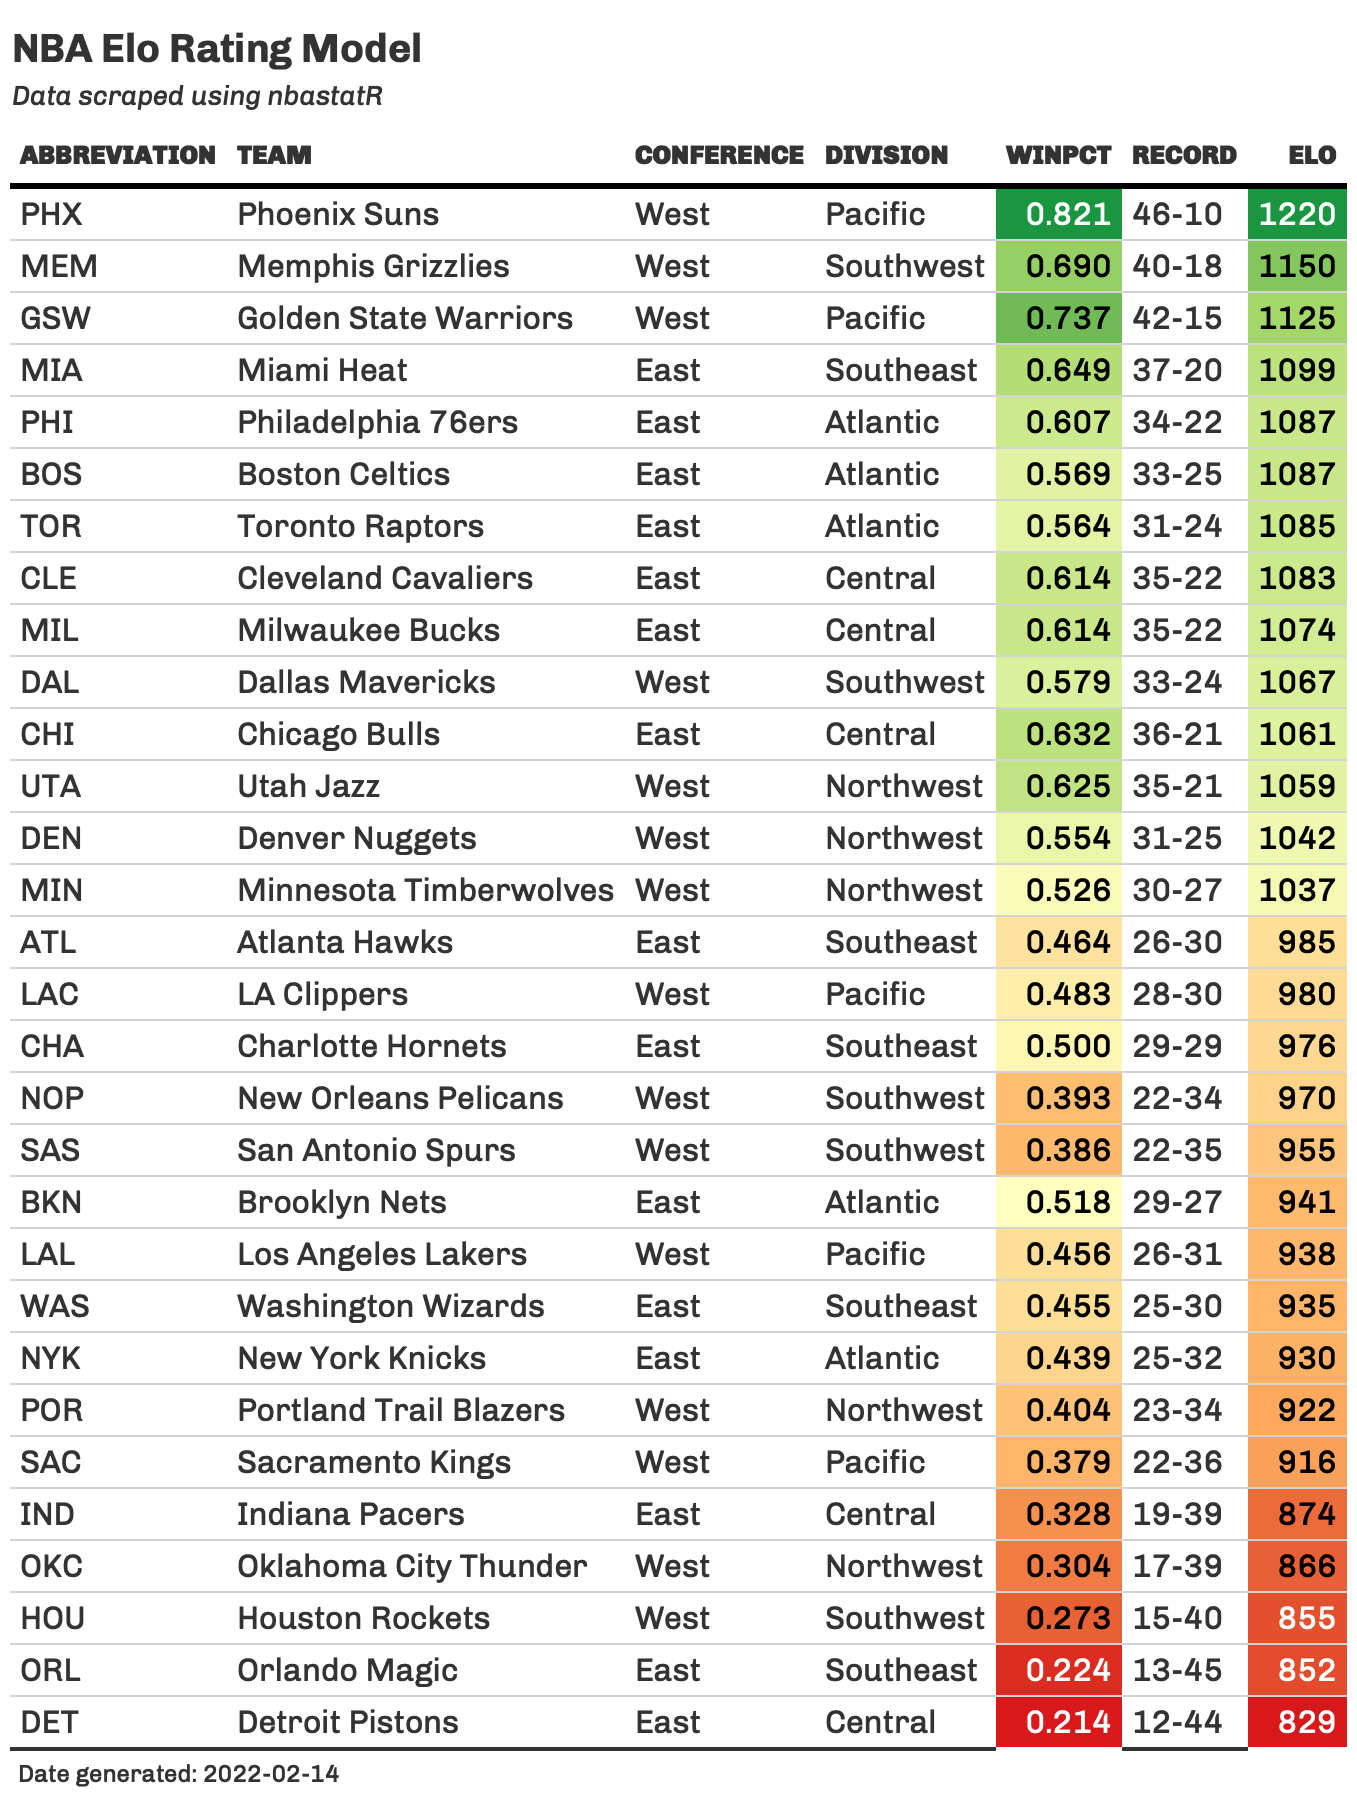 NBA Elo Rating Model
Data scraped using nbastatR
ABBREVIATION TEAM CONFERENCE DIVISION WINPCT RECORD ELO
PHX Phoenix Suns West Pacific 0.821 46-10 1220
MEM Memphis Grizzlies West Southwest 0.690 40-18 1150
GSW Golden State Warriors West Pacific 0.737 42-15 1125
MIA Miami Heat East Southeast 0.649 37-20 1099
PHI Philadelphia 76ers East Atlantic 0.607 34-22 1087
BOS Boston Celtics East Atlantic 0.569 33-25 1087
TOR Toronto Raptors East Atlantic 0.564 31-24 1085
CLE Cleveland Cavaliers East Central 0.614 35-22 1083
MIL Milwaukee Bucks East Central 0.614 35-22 1074
DAL Dallas Mavericks West Southwest 0.579 33-24 1067
CHI Chicago Bulls East Central 0.632 36-21 1061
UTA Utah Jazz West Northwest 0.625 35-21 1059
DEN Denver Nuggets West Northwest 0.554 31-25 1042
MIN Minnesota Timberwolves West Northwest 0.526 30-27 1037
ATL Atlanta Hawks East Southeast 0.464 26-30 985
LAC LA Clippers West Pacific 0.483 28-30 980
CHA Charlotte Hornets East Southeast 0.500 29-29 976
NOP New Orleans Pelicans West Southwest 0.393 22-34 970
SAS San Antonio Spurs West Southwest 0.386 22-35 955
BKN Brooklyn Nets East Atlantic 0.518 29-27 941
LAL Los Angeles Lakers West Pacific 0.456 26-31 938
WAS Washington Wizards East Southeast 0.455 25-30 935
NYK New York Knicks East Atlantic 0.439 25-32 930
POR Portland Trail Blazers West Northwest 0.404 23-34 922
SAC Sacramento Kings West Pacific 0.379 22-36 916
IND Indiana Pacers East Central 0.328 19-39 874
OKC Oklahoma City Thunder West Northwest 0.304 17-39 866
HOU Houston Rockets West Southwest 0.273 15-40 855
ORL Orlando Magic East Southeast 0.224 13-45 852
DET Detroit Pistons East Central 0.214 12-44 829
Date generated: 2022-02-14